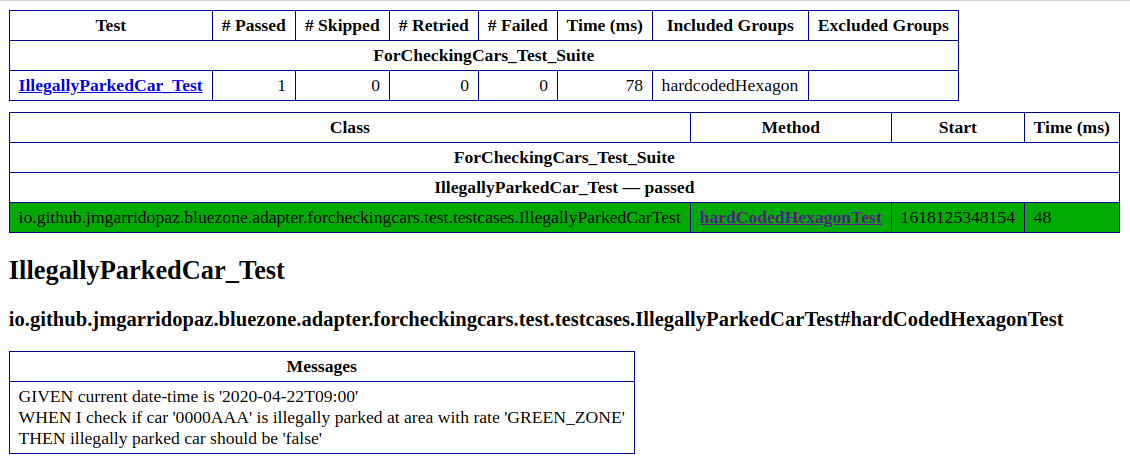 Test # Passed # Skipped # Retried # Failed Time (ms) Included Groups Excluded Groups
ForCheckingCars_Test_Suite
IllegallyParkedCar_Test 1 0 0 0 78 hardcodedHexagon
Class Method Start Time (ms)
ForCheckingCars_Test_Suite
IllegallyParkedCar_Test — passed
io.github.jmgarridopaz.bluezone.adapter.forcheckingcars.test.testcases.IllegallyParkedCarTest hardCodedHexagonTest 1618125348154 48
IllegallyParkedCar_Test
io.github.jmgarridopaz.bluezone.adapter.forcheckingcars.test.testcases.IllegallyParkedCarTest#hardCodedHexagonTest
Messages
GIVEN current date-time is '2020-04-22T09:00'
WHEN I check if car '0000AAA' is illegally parked at area with rate 'GREEN_ZONE'
THEN illegally parked car should be 'false'